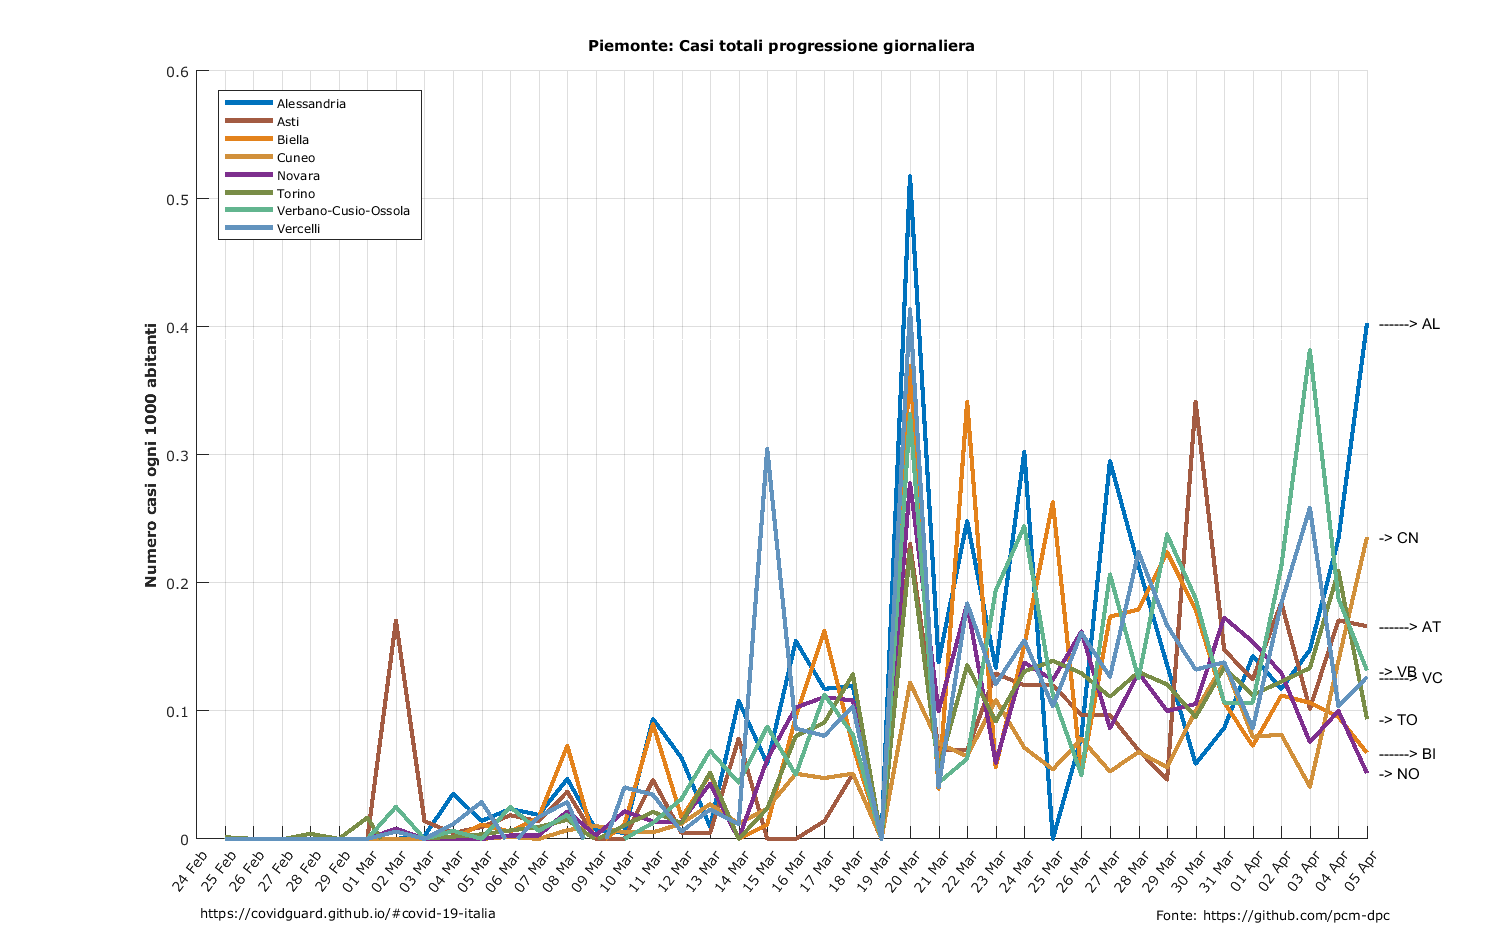 Piemonte: Casi totali progressione giornaliera
0.6
0.5
0.4
0.3
0.2
0.1
0
Numero casi ogni 1000 abitanti
Alessandria
Asti
Biella
Cuneo
Novara
Torino
Verbano-Cusio-Ossola
Vercelli
------> AL
-> CN
------> AT
-> VB
------> VC
-> TO
------> BI
-> NO
24 Feb
25 Feb
26 Feb
27 Feb
28 Feb
29 Feb
01 Mar
02 Mar
03 Mar
04 Mar
05 Mar
06 Mar
07 Mar
08 Mar
09 Mar
10 Mar
11 Mar
12 Mar
13 Mar
14 Mar
15 Mar
16 Mar
17 Mar
18 Mar
19 Mar
20 Mar
21 Mar
22 Mar
23 Mar
24 Mar
25 Mar
26 Mar
27 Mar
28 Mar
29 Mar
30 Mar
31 Mar
01 Apr
02 Apr
03 Apr
04 Apr
05 Apr
https://covidguard.github.io/#covid-19-italia
Fonte: https://github.com/pcm-dpc